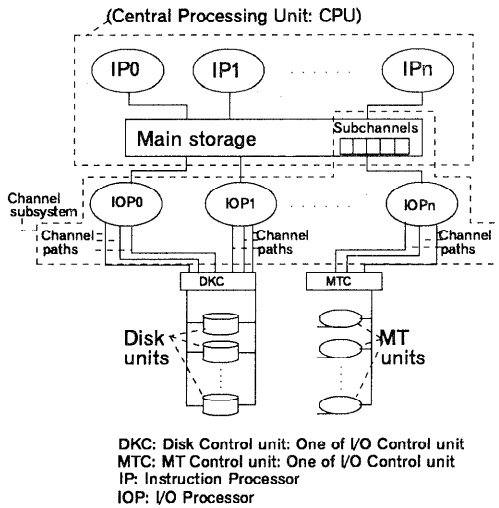 (Central Processing Unit: CPU)
IP0
IP1
IPn
Main storage
Subchannels
Channel
subsystem
IOP0
IOP1
IOPn
Channel
paths
Channel
paths
Channel
paths
DKC
MTC
Disk
units
MT
units
DKC: Disk Control unit: One of I/O Control unit
MTC: MT Control unit: One of I/O Control unit
IP: Instruction Processor
IOP: I/O Processor